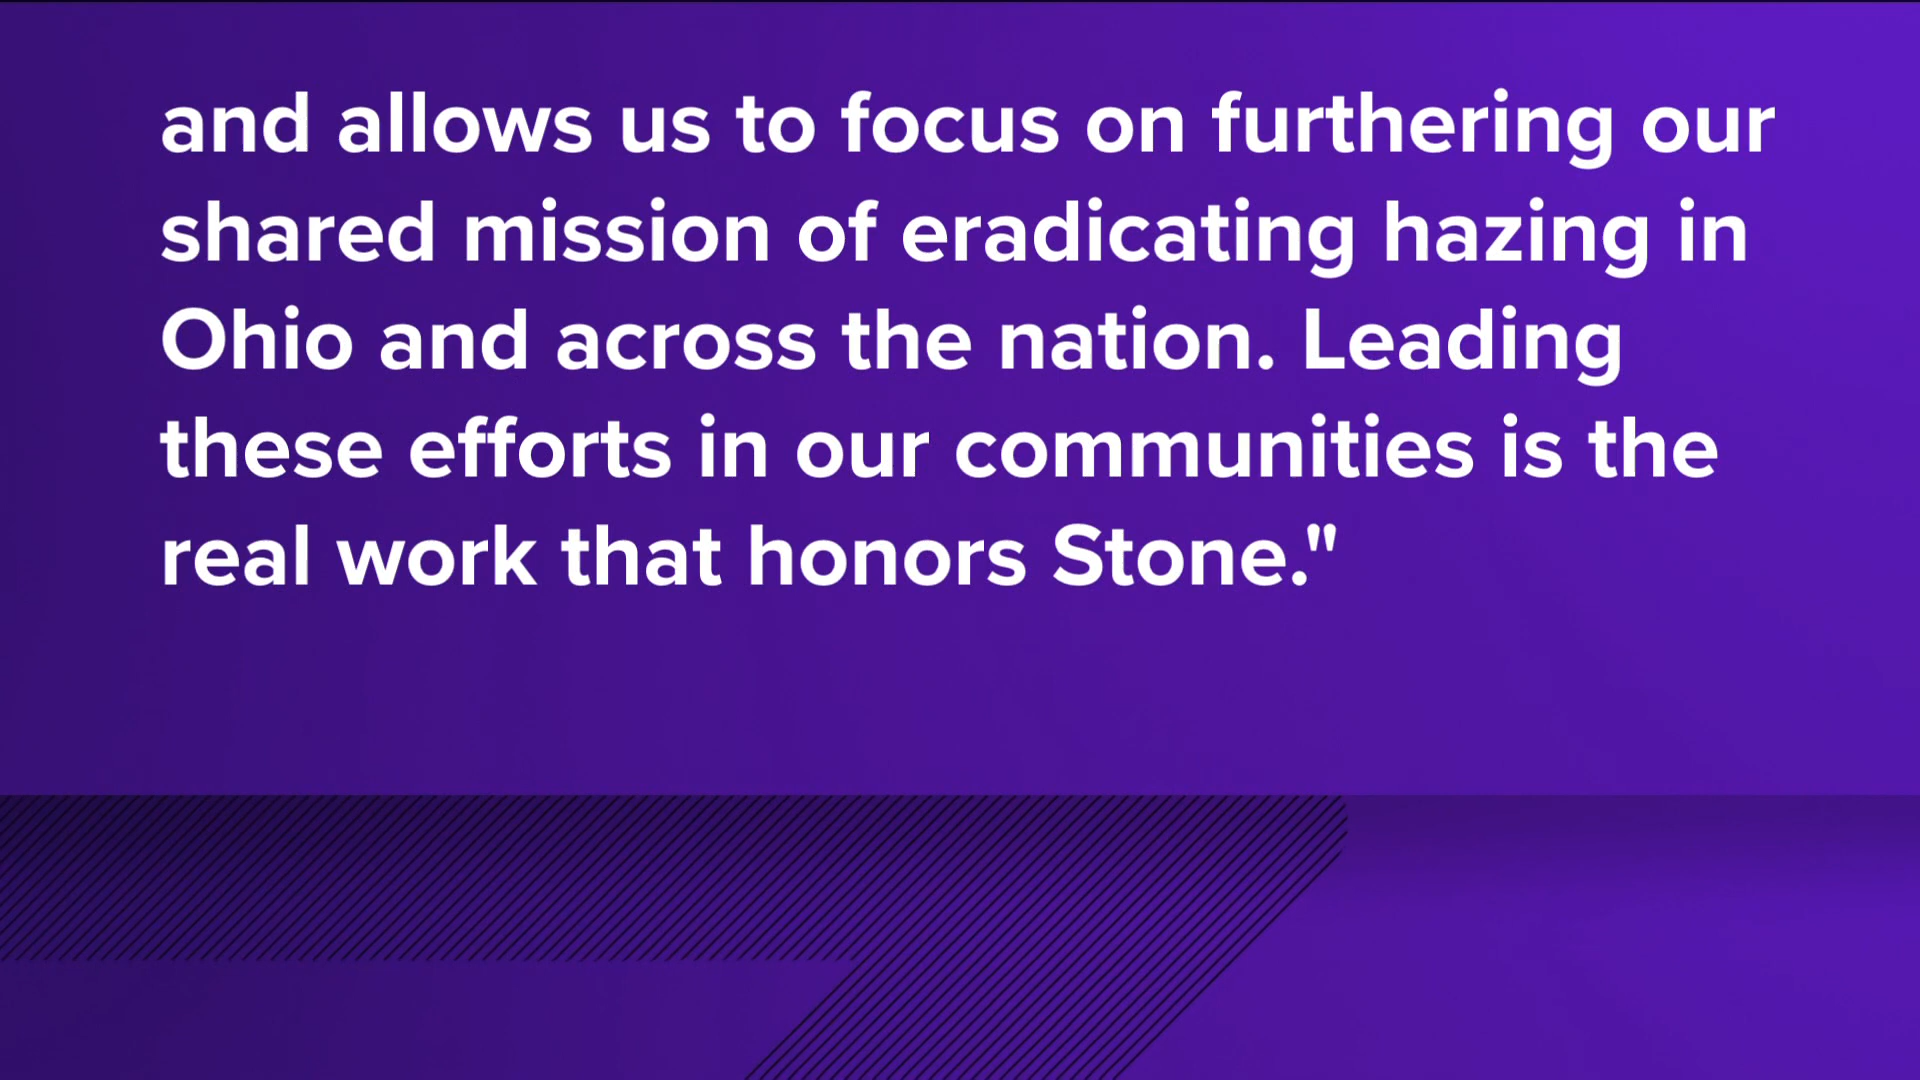 and allows us to focus on furthering our
shared mission of eradicating hazing in
Ohio and across the nation. Leading
these efforts in our communities is the
real work that honors Stone."